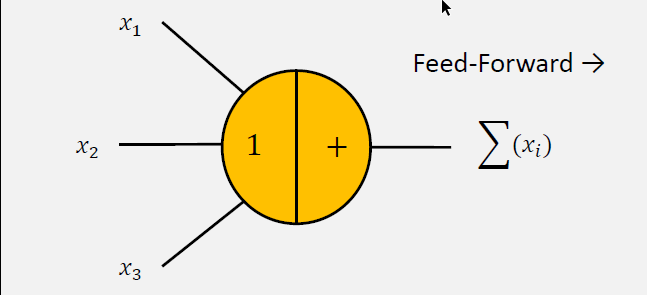 x₁
Feed-Forward →
x₂
1
+
∑(xᵢ)
x₃